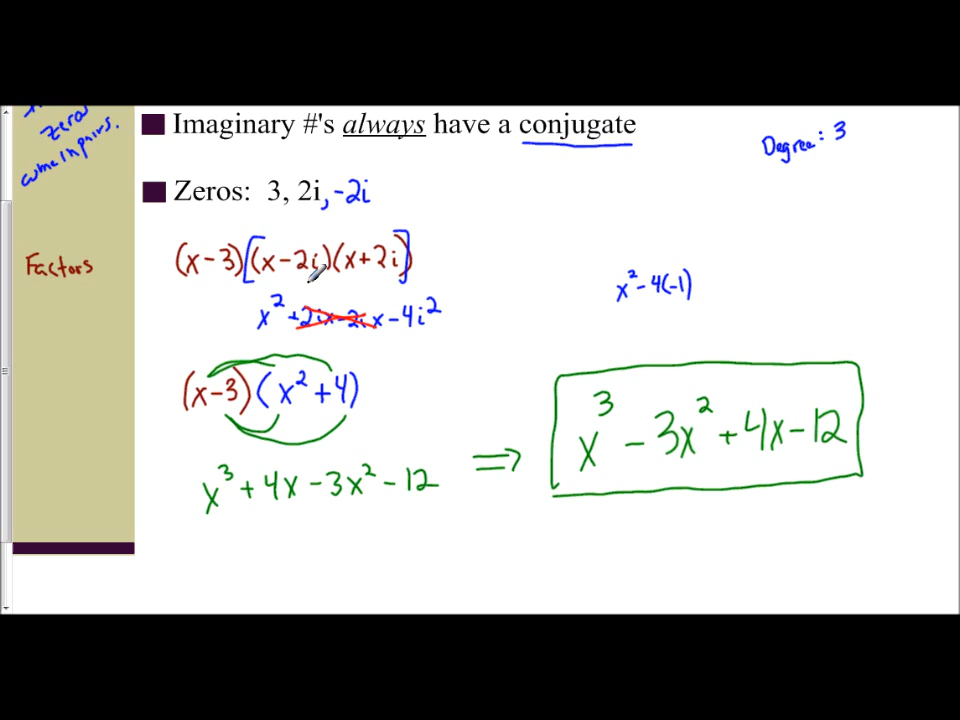 zeros
come in pairs.
■ Imaginary #'s always have a conjugate
Degree: 3
■ Zeros: 3, 2i, -2i
Factors
(x-3)[(x-2i)(x+2i)]
x²+2ix-2ix-4i²
x²-4(-1)
(x-3)(x²+4)
x³+4x-3x²-12
⇒ x³-3x²+4x-12